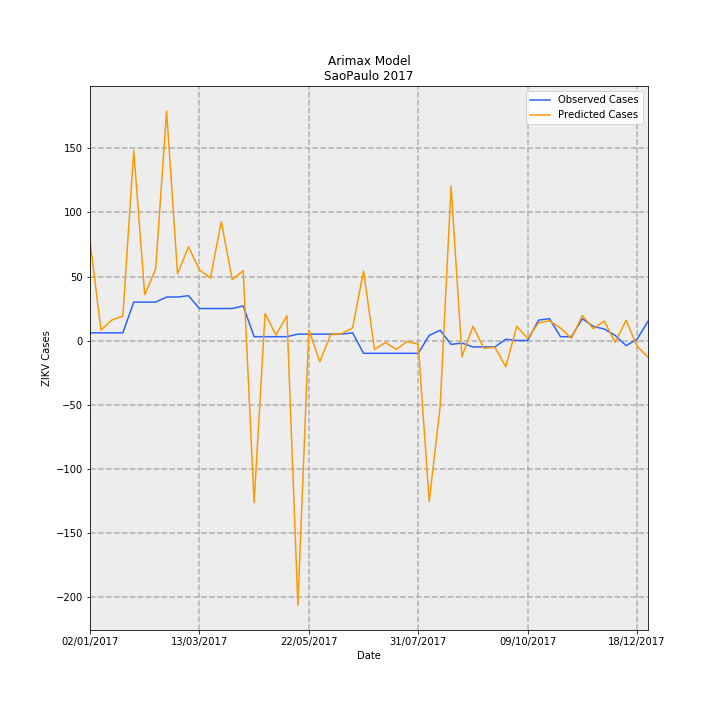 Arimax Model
SaoPaulo 2017
Observed Cases
Predicted Cases
ZIKV Cases
150
100
50
0
−50
−100
−150
−200
02/01/2017 13/03/2017 22/05/2017 31/07/2017 09/10/2017 18/12/2017
Date